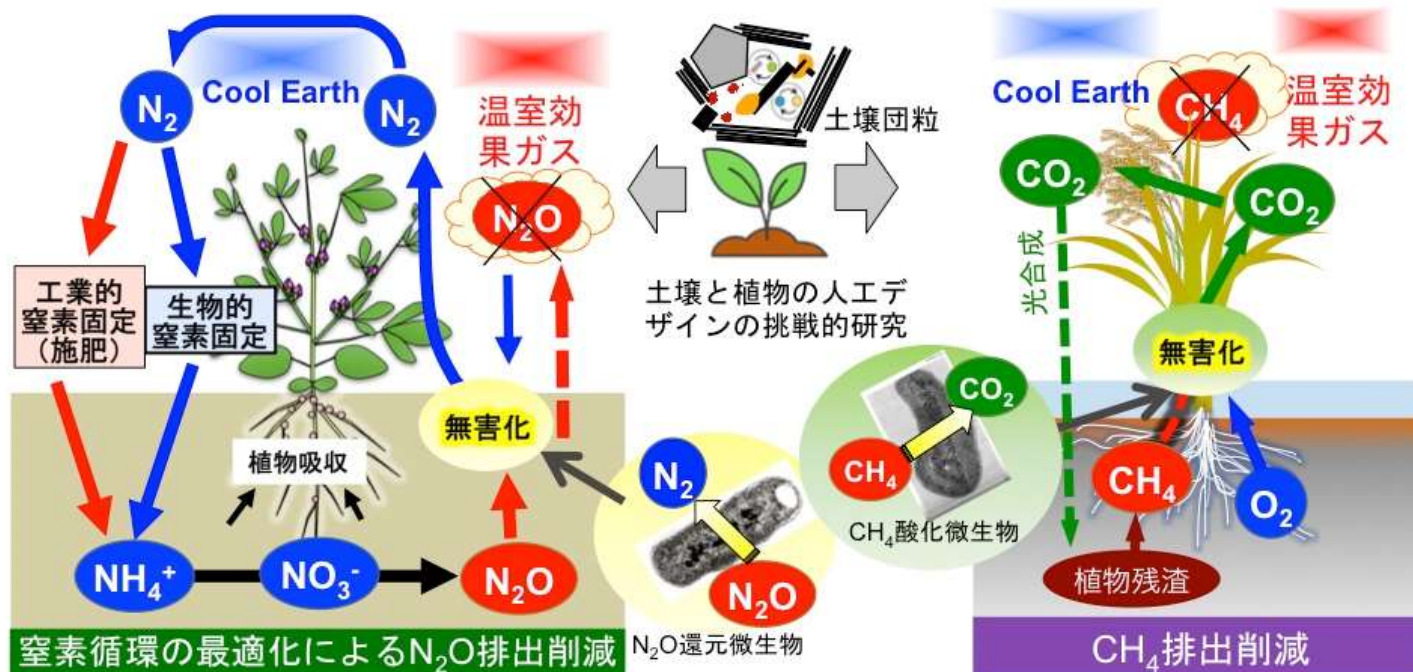 Cool Earth
N₂
N₂
温室効
果ガス
N₂O
工業的
窒素固定
（施肥）
生物的
窒素固定
無害化
植物吸収
NH₄⁺
NO₃⁻
N₂O
窒素循環の最適化によるN₂O排出削減
土壌団粒
土壌と植物の人工デ
ザインの挑戦的研究
N₂
N₂O
N₂O還元微生物
CO₂
CH₄
CH₄酸化微生物
Cool Earth
CH₄
温室効
果ガス
CO₂
CO₂
光合成
無害化
CH₄
O₂
植物残渣
CH₄排出削減